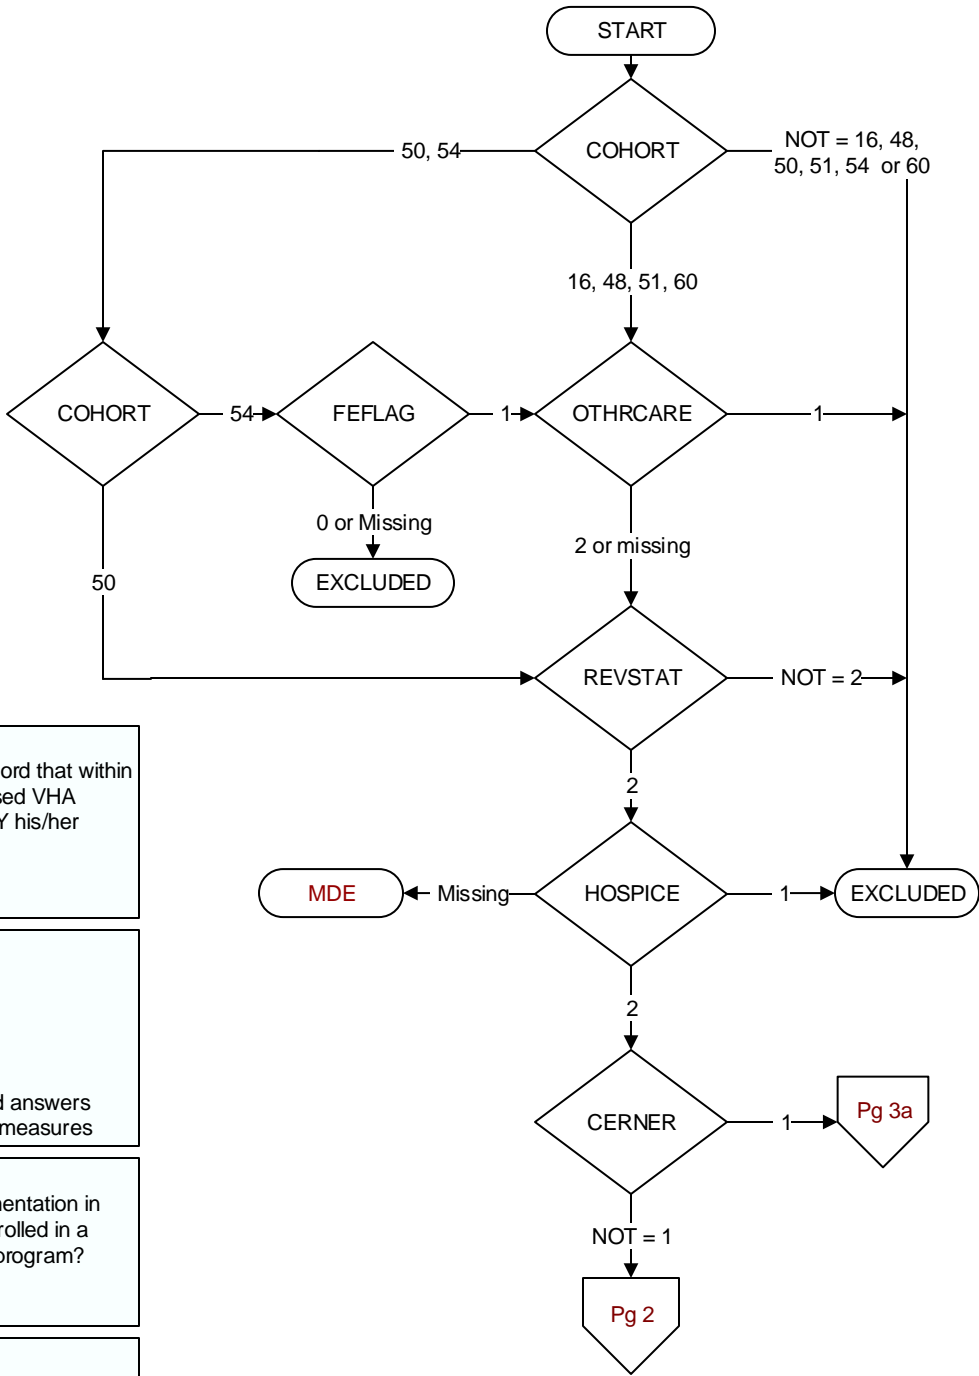 START
COHORT
50, 54
NOT = 16, 48,
50, 51, 54 or 60
16, 48, 51, 60
COHORT
54
FEFLAG
1
OTHRCARE
1
0 or Missing
EXCLUDED
2 or missing
50
REVSTAT
NOT = 2
2
ord that within
sed VHA
Y his/her
MDE
Missing
HOSPICE
1
EXCLUDED
2
d answers
measures
CERNER
1
Pg 3a
mentation in
rolled in a
program?
NOT = 1
Pg 2